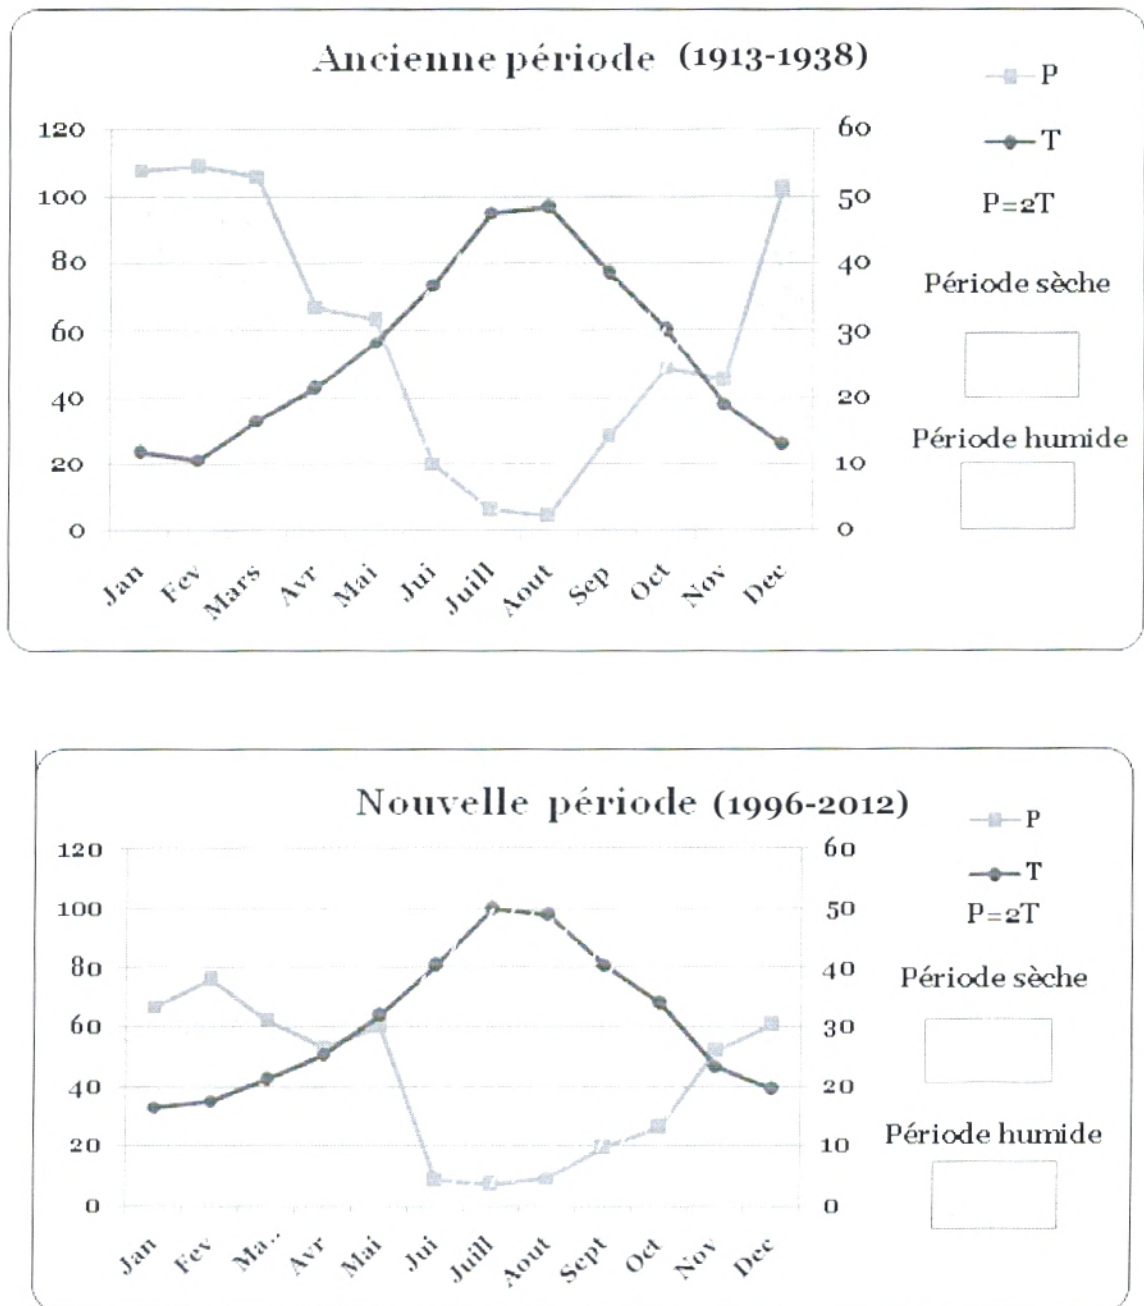 Ancienne période (1913-1938)
P
T
P=2T
Période sèche
Période humide
120
100
80
60
40
20
0
60
50
40
30
20
10
0
Jan
Fev
Mars
Avr
Mai
Jui
Juill
Aout
Sep
Oct
Nov
Dec
Nouvelle période (1996-2012)
P
T
P=2T
Période sèche
Période humide
120
100
80
60
40
20
0
60
50
40
30
20
10
0
Jan
Fev
Ma...
Avr
Mai
Jui
Juill
Aout
Sept
Oct
Nov
Dec